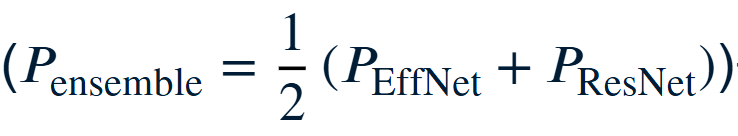 (P_ensemble = 1/2 (P_EffNet + P_ResNet))